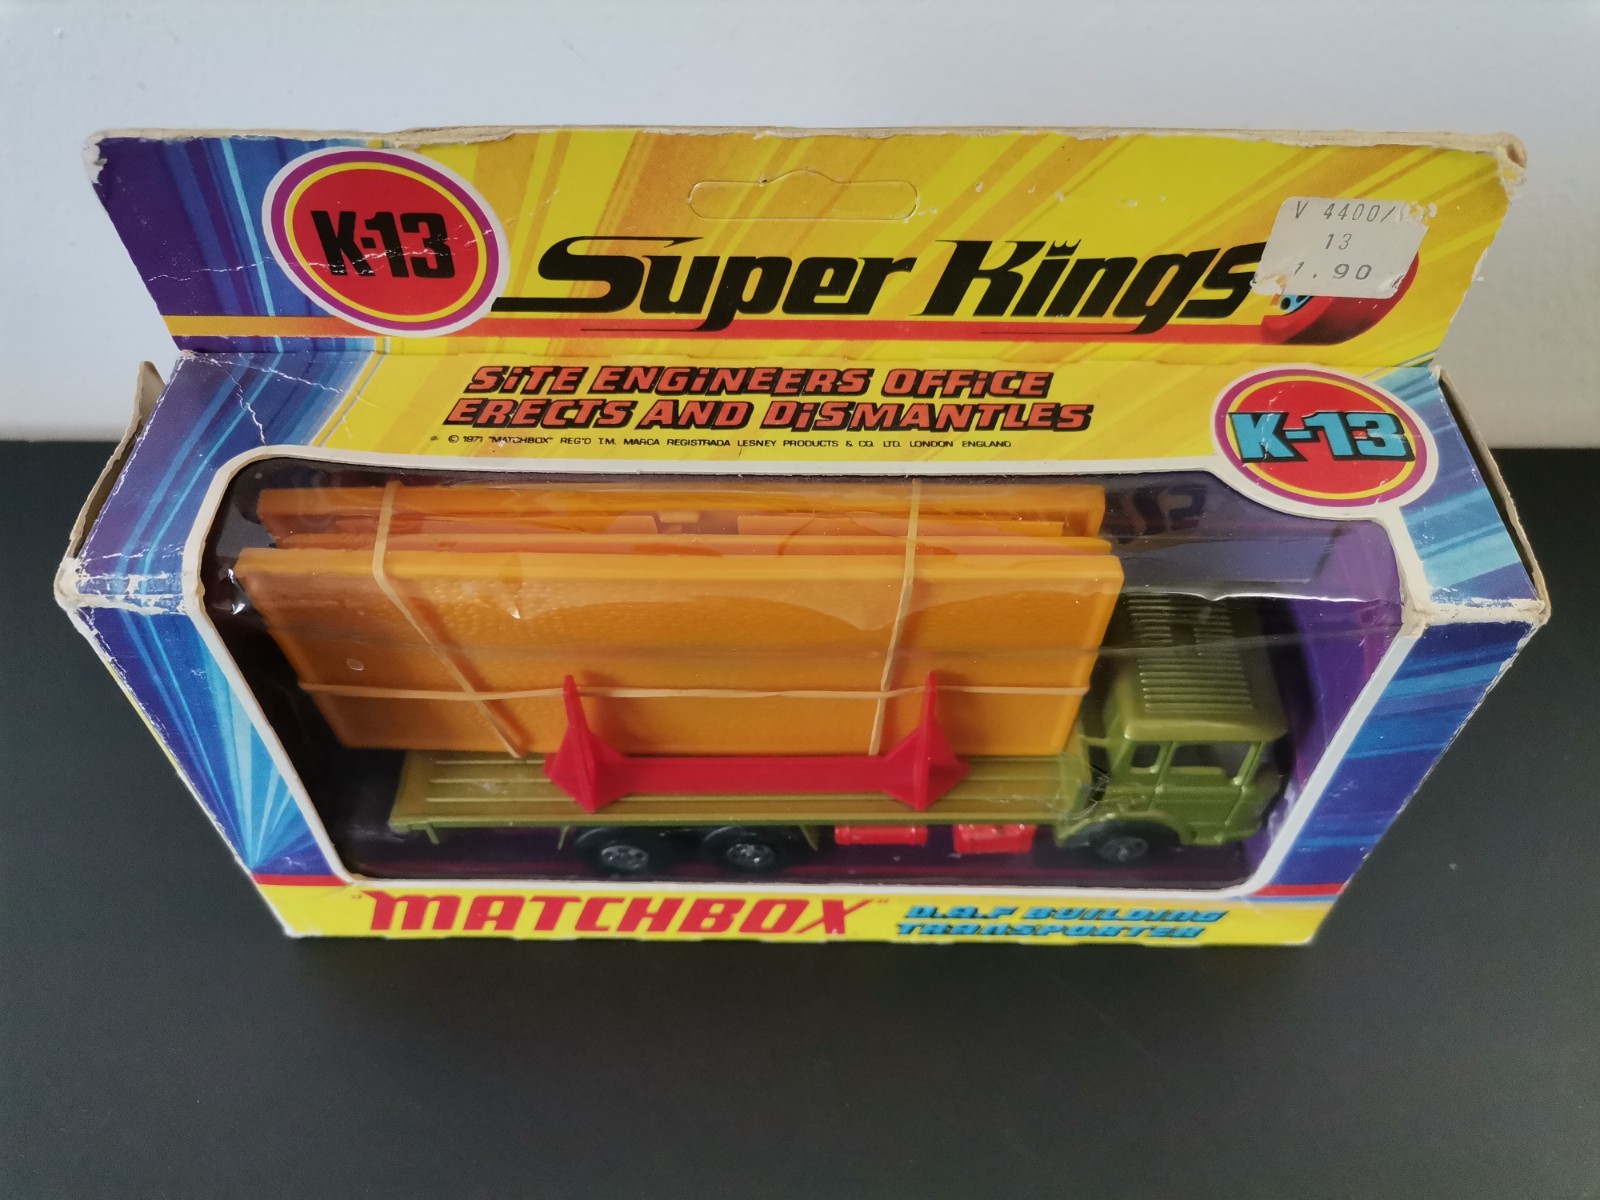 K-13
Super Kings
V 4400/
13
1.90
SiTE ENGiNEERS OFFiCE
ERECTS AND DiSMANTLES
© 1971 "MATCHBOX" REG'D T.M. MARCA REGISTRADA LESNEY PRODUCTS & CO. LTD. LONDON ENGLAND
K-13
"MATCHBOX"
D.A.F BUILDING
TRANSPORTER